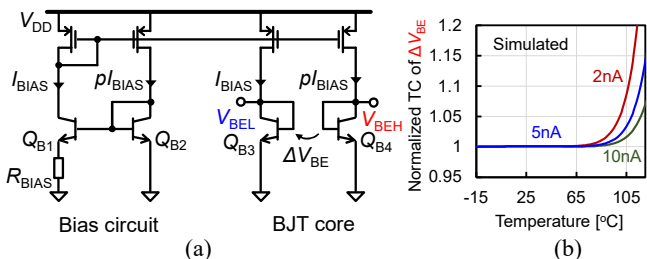 V_DD
I_BIAS
pI_BIAS
I_BIAS
pI_BIAS
V_BEL
V_BEH
Q_B1
Q_B2
Q_B3
ΔV_BE
Q_B4
R_BIAS
Bias circuit
BJT core
(a)
Normalized TC of ΔV_BE
1.2
1.15
1.1
1.05
1
0.95
Simulated
2nA
5nA
10nA
-15
25
65
105
Temperature [°C]
(b)